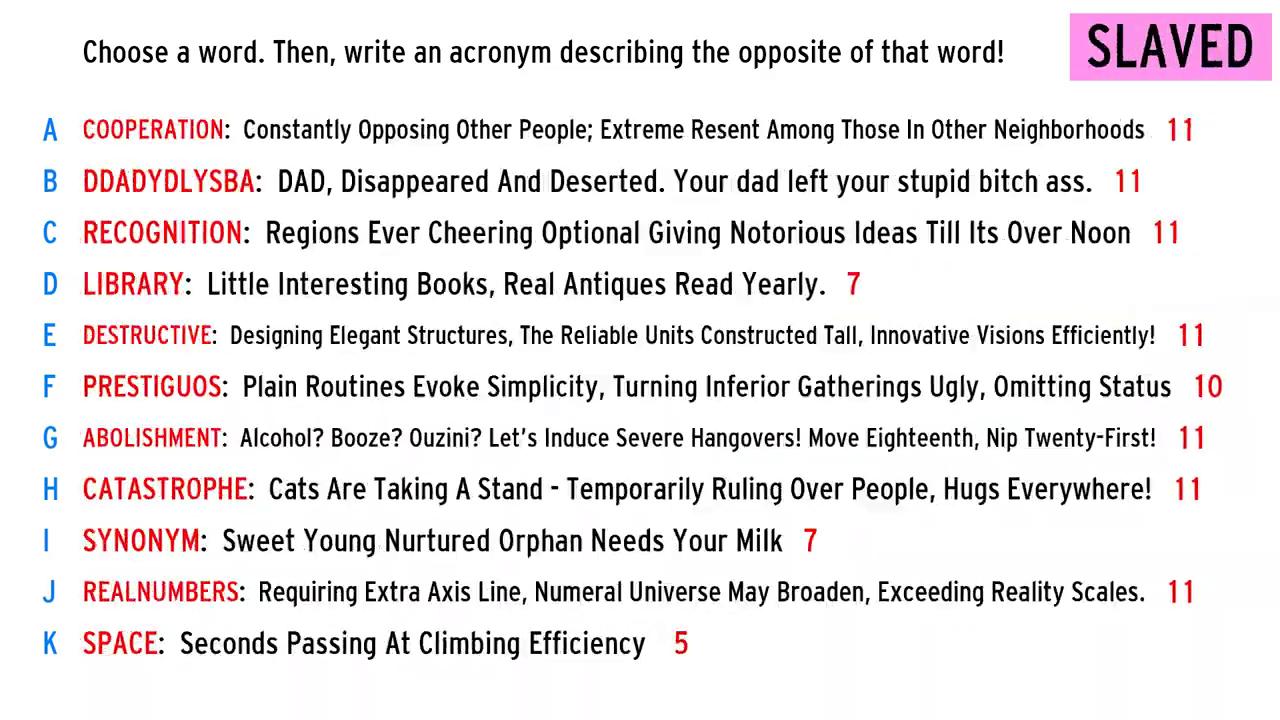 Choose a word. Then, write an acronym describing the opposite of that word!
SLAVED
A COOPERATION: Constantly Opposing Other People; Extreme Resent Among Those In Other Neighborhoods 11
B DDADYDLYSBA: DAD, Disappeared And Deserted. Your dad left your stupid bitch ass. 11
C RECOGNITION: Regions Ever Cheering Optional Giving Notorious Ideas Till Its Over Noon 11
D LIBRARY: Little Interesting Books, Real Antiques Read Yearly. 7
E DESTRUCTIVE: Designing Elegant Structures, The Reliable Units Constructed Tall, Innovative Visions Efficiently! 11
F PRESTIGUOS: Plain Routines Evoke Simplicity, Turning Inferior Gatherings Ugly, Omitting Status 10
G ABOLISHMENT: Alcohol? Booze? Ouzini? Let's Induce Severe Hangovers! Move Eighteenth, Nip Twenty-First! 11
H CATASTROPHE: Cats Are Taking A Stand - Temporarily Ruling Over People, Hugs Everywhere! 11
I SYNONYM: Sweet Young Nurtured Orphan Needs Your Milk 7
J REALNUMBERS: Requiring Extra Axis Line, Numeral Universe May Broaden, Exceeding Reality Scales. 11
K SPACE: Seconds Passing At Climbing Efficiency 5